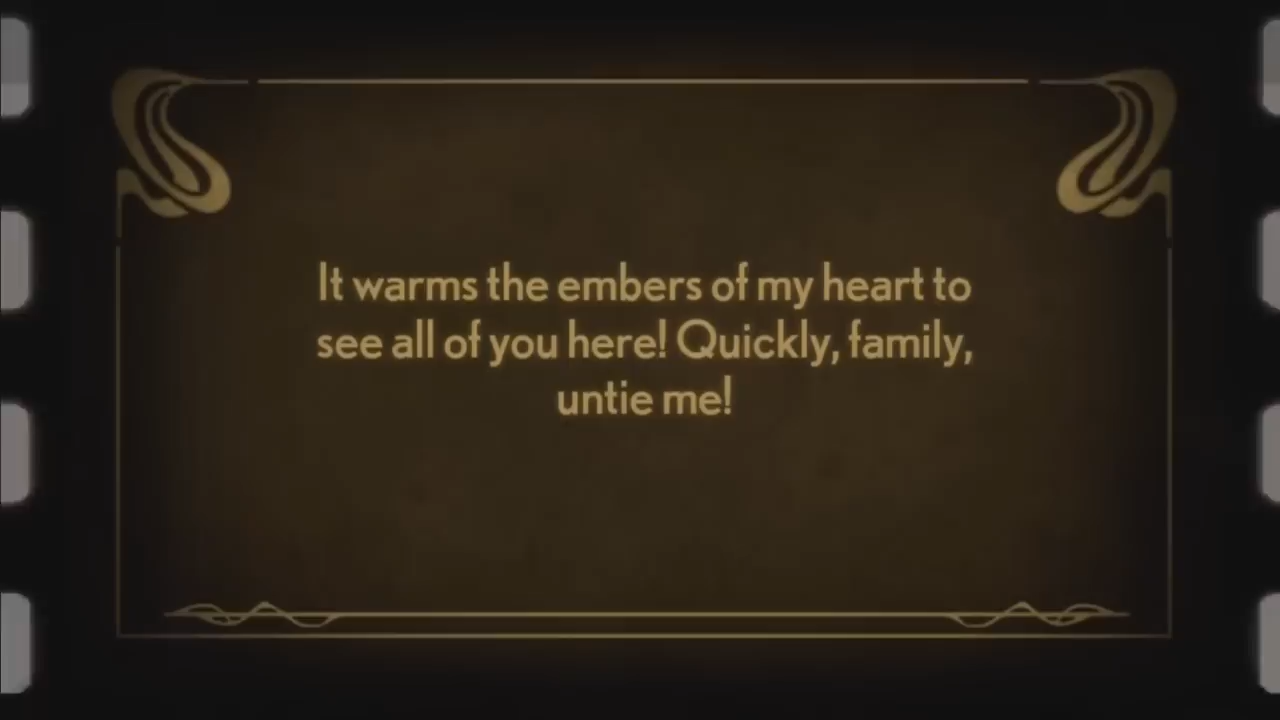 It warms the embers of my heart to
see all of you here! Quickly, family,
untie me!